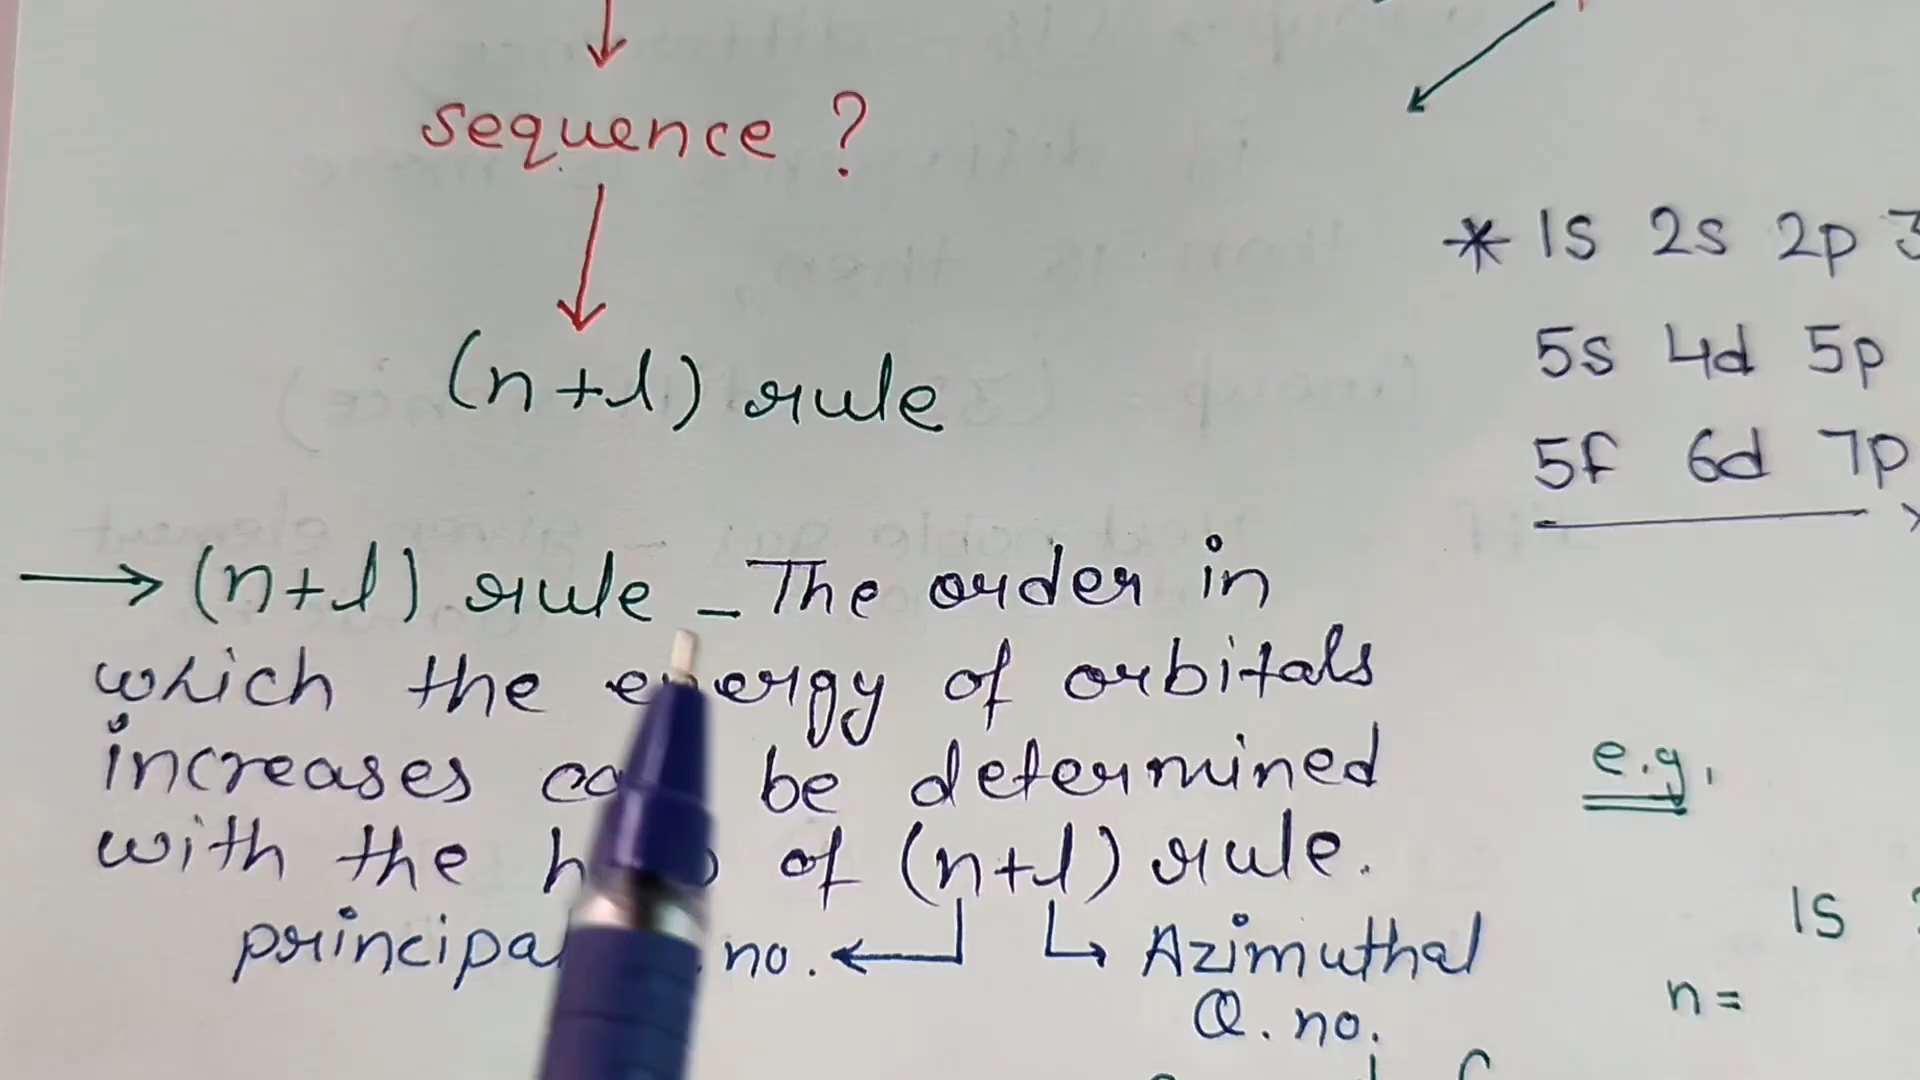 sequence ?
(n+l) rule
* 1s 2s 2p
5s 4d 5p
5f 6d 7p
→ (n+l) rule - The order in
which the energy of orbitals
increases be determined
with the of (n+l) rule.
no. ← → Azimuthal
Q. no.
e.g.
1s
n =